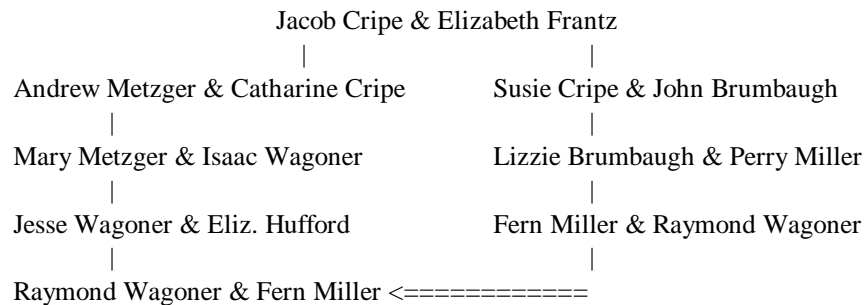 Jacob Cripe & Elizabeth Frantz
| |
Andrew Metzger & Catharine Cripe Susie Cripe & John Brumbaugh
| |
Mary Metzger & Isaac Wagoner Lizzie Brumbaugh & Perry Miller
| |
Jesse Wagoner & Eliz. Hufford Fern Miller & Raymond Wagoner
| |
Raymond Wagoner & Fern Miller <============